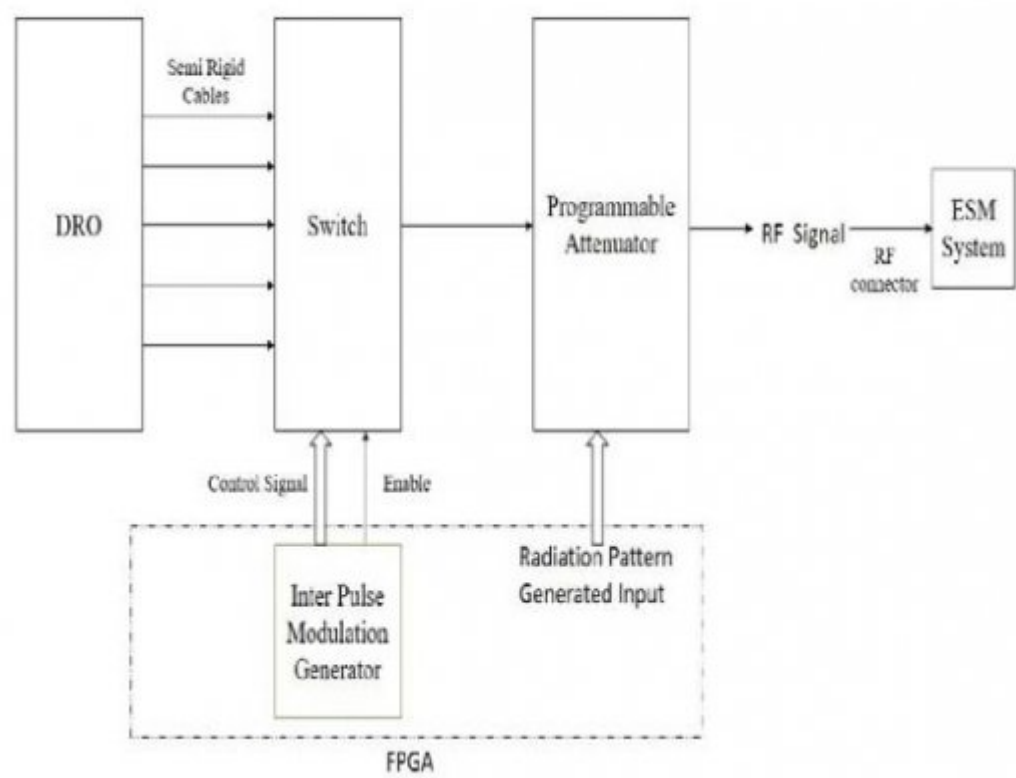 Semi Rigid
Cables
DRO
Switch
Programmable
Attenuator
RF Signal
RF
connector
ESM
System
Control Signal
Enable
Inter Pulse
Modulation
Generator
Radiation Pattern
Generated Input
FPGA